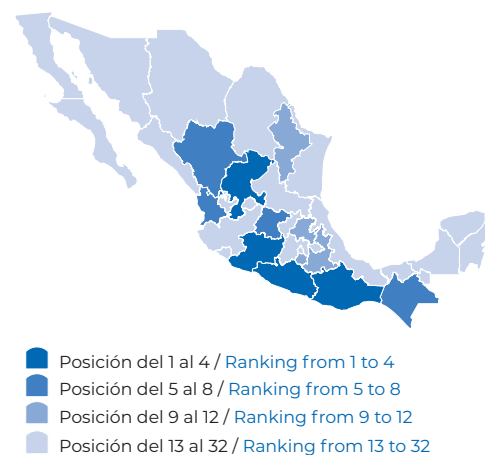 Posición del 1 al 4 / Ranking from 1 to 4
Posición del 5 al 8 / Ranking from 5 to 8
Posición del 9 al 12 / Ranking from 9 to 12
Posición del 13 al 32 / Ranking from 13 to 32